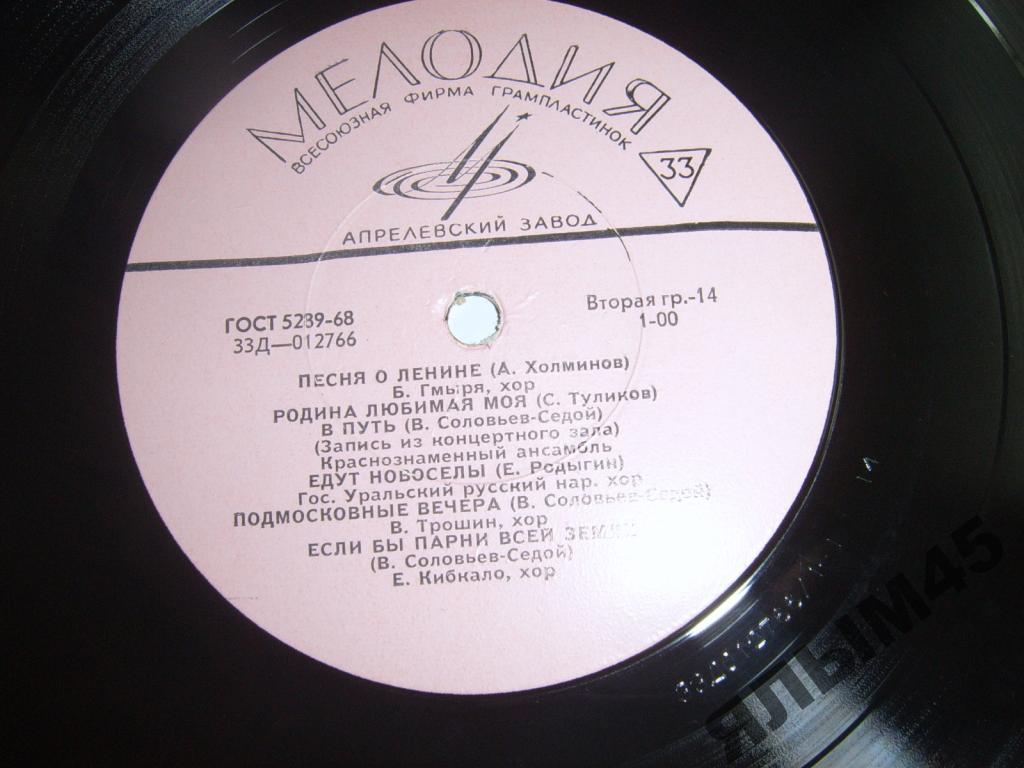 МЕЛОДИЯ
ВСЕСОЮЗНАЯ ФИРМА ГРАМПЛАСТИНОК
33
АПРЕЛЕВСКИЙ ЗАВОД
ГОСТ 5289-68
33Д—012766
Вторая гр.-14
1-00
ПЕСНЯ О ЛЕНИНЕ (А. Холминов)
Б. Гмыря, хор
РОДИНА ЛЮБИМАЯ МОЯ (С. Туликов)
В ПУТЬ (В. Соловьев-Седой)
(Запись из концертного зала)
Краснознаменный ансамбль
ЕДУТ НОВОСЕЛЫ (Е. Родыгин)
Гос. Уральский русский нар. хор
ПОДМОСКОВНЫЕ ВЕЧЕРА (В. Соловьев-Седой)
В. Трошин, хор
ЕСЛИ БЫ ПАРНИ ВСЕЙ ЗЕМЛИ
(В. Соловьев-Седой)
Е. Кибкало, хор
ЯЛЫМ45